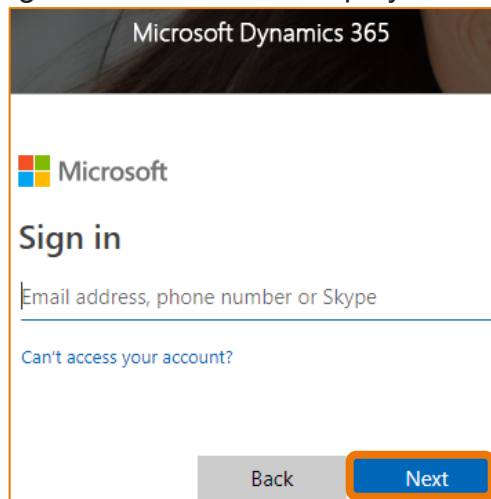 Microsoft Dynamics 365
Microsoft
Sign in
Email address, phone number or Skype
Can't access your account?
Back Next